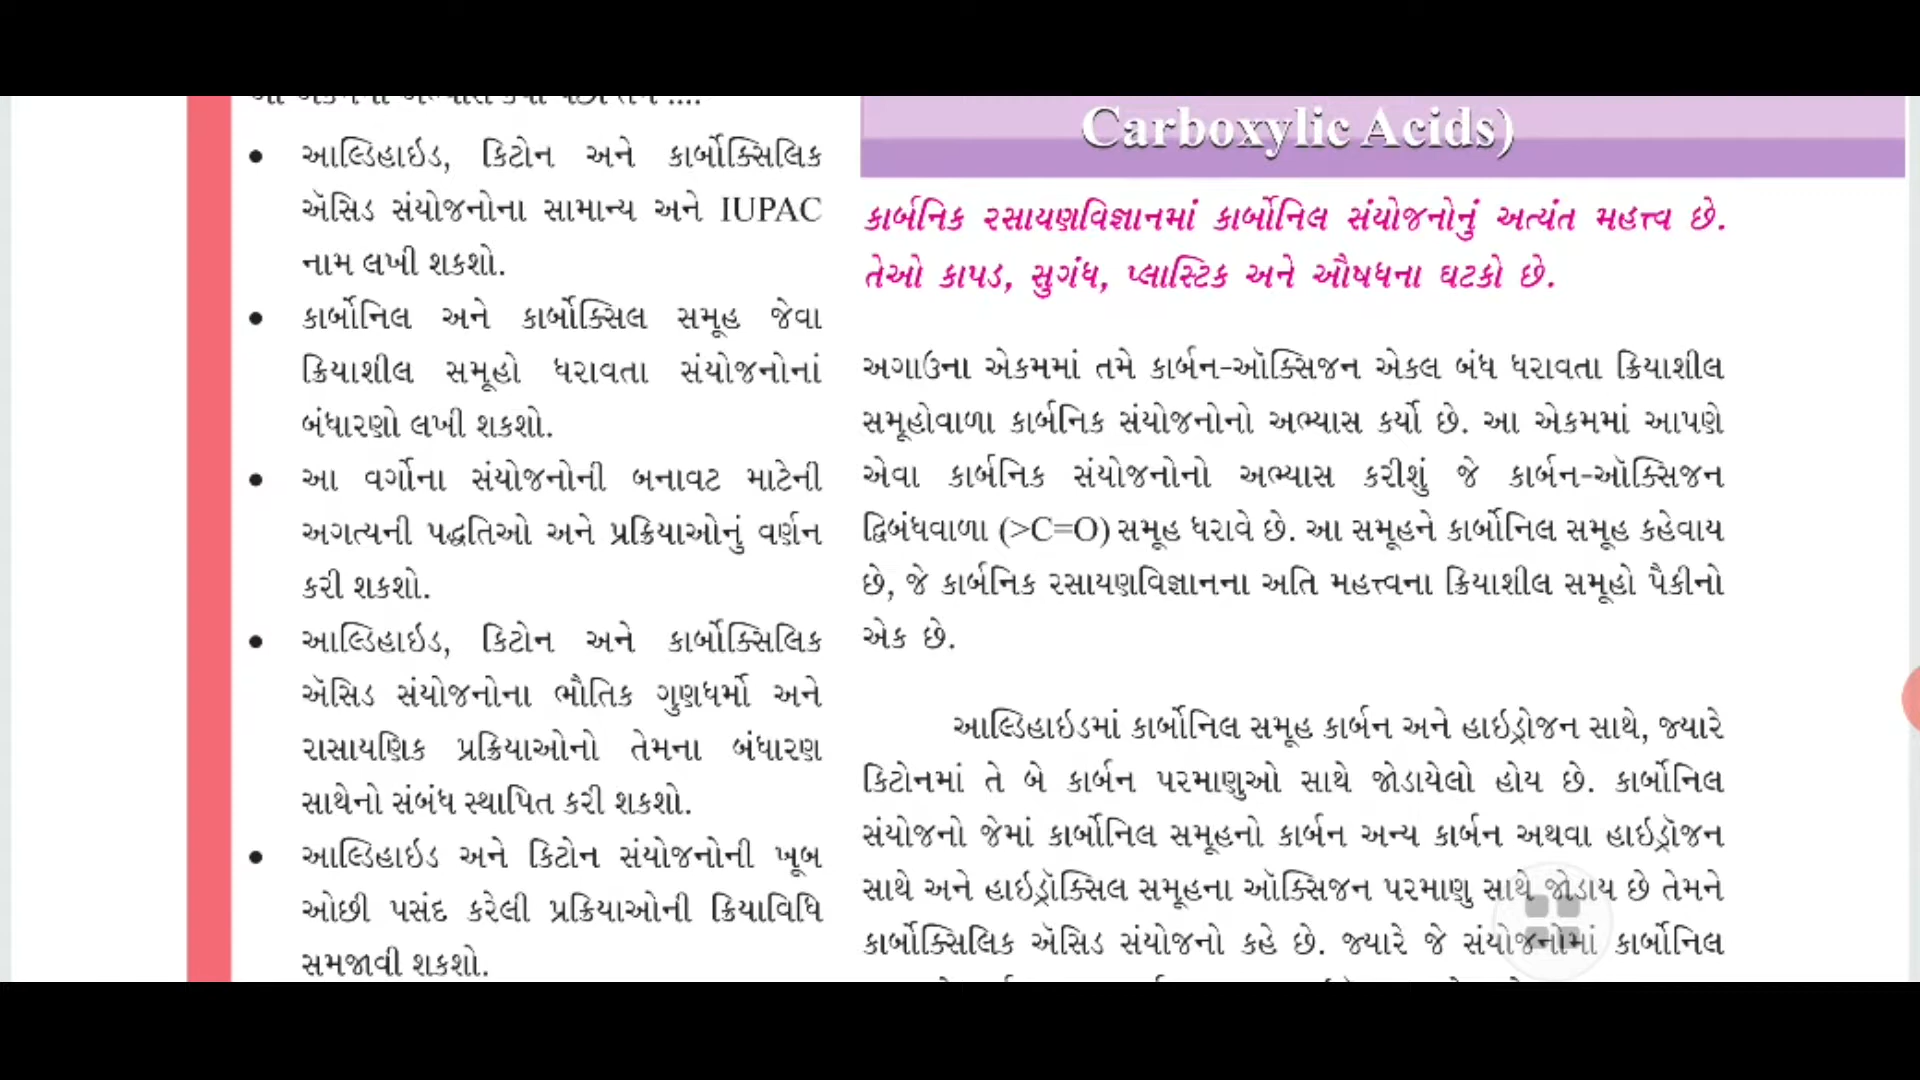 આલ્ડિહાઇડ, કિટોન અને કાર્બોક્સિલિક
ઍસિડ સંયોજનોના સામાન્ય અને IUPAC
નામ લખી શકશો.
કાર્બોનિલ અને કાર્બોક્સિલ સમૂહ જેવા
ક્રિયાશીલ સમૂહો ધરાવતા સંયોજનોનાં
બંધારણો લખી શકશો.
આ વર્ગોના સંયોજનોની બનાવટ માટેની
અગત્યની પદ્ધતિઓ અને પ્રક્રિયાઓનું વર્ણન
કરી શકશો.
આલ્ડિહાઇડ, કિટોન અને કાર્બોક્સિલિક
ઍસિડ સંયોજનોના ભૌતિક ગુણધર્મો અને
રાસાયણિક પ્રક્રિયાઓનો તેમના બંધારણ
સાથેનો સંબંધ સ્થાપિત કરી શકશો.
આલ્ડિહાઇડ અને કિટોન સંયોજનોની ખૂબ
ઓછી પસંદ કરેલી પ્રક્રિયાઓની ક્રિયાવિધિ
સમજાવી શકશો.
Carboxylic Acids)
કાર્બનિક રસાયણવિજ્ઞાનમાં કાર્બોનિલ સંયોજનોનું અત્યંત મહત્ત્વ છે.
તેઓ કાપડ, સુગંધ, પ્લાસ્ટિક અને ઔષધના ઘટકો છે.
અગાઉના એકમમાં તમે કાર્બન-ઑક્સિજન એકલ બંધ ધરાવતા ક્રિયાશીલ
સમૂહોવાળા કાર્બનિક સંયોજનોનો અભ્યાસ કર્યો છે. આ એકમમાં આપણે
એવા કાર્બનિક સંયોજનોનો અભ્યાસ કરીશું જે કાર્બન-ઑક્સિજન
દ્વિબંધવાળા (>C=O) સમૂહ ધરાવે છે. આ સમૂહને કાર્બોનિલ સમૂહ કહેવાય
છે, જે કાર્બનિક રસાયણવિજ્ઞાનના અતિ મહત્ત્વના ક્રિયાશીલ સમૂહો પૈકીનો
એક છે.
આલ્ડિહાઇડમાં કાર્બોનિલ સમૂહ કાર્બન અને હાઇડ્રોજન સાથે, જ્યારે
કિટોનમાં તે બે કાર્બન પરમાણુઓ સાથે જોડાયેલો હોય છે. કાર્બોનિલ
સંયોજનો જેમાં કાર્બોનિલ સમૂહનો કાર્બન અન્ય કાર્બન અથવા હાઇડ્રૉજન
સાથે અને હાઇડ્રૉક્સિલ સમૂહના ઑક્સિજન પરમાણુ સાથે જોડાય છે તેમને
કાર્બોક્સિલિક ઍસિડ સંયોજનો કહે છે. જ્યારે જે સંયોજનોમાં કાર્બોનિલ